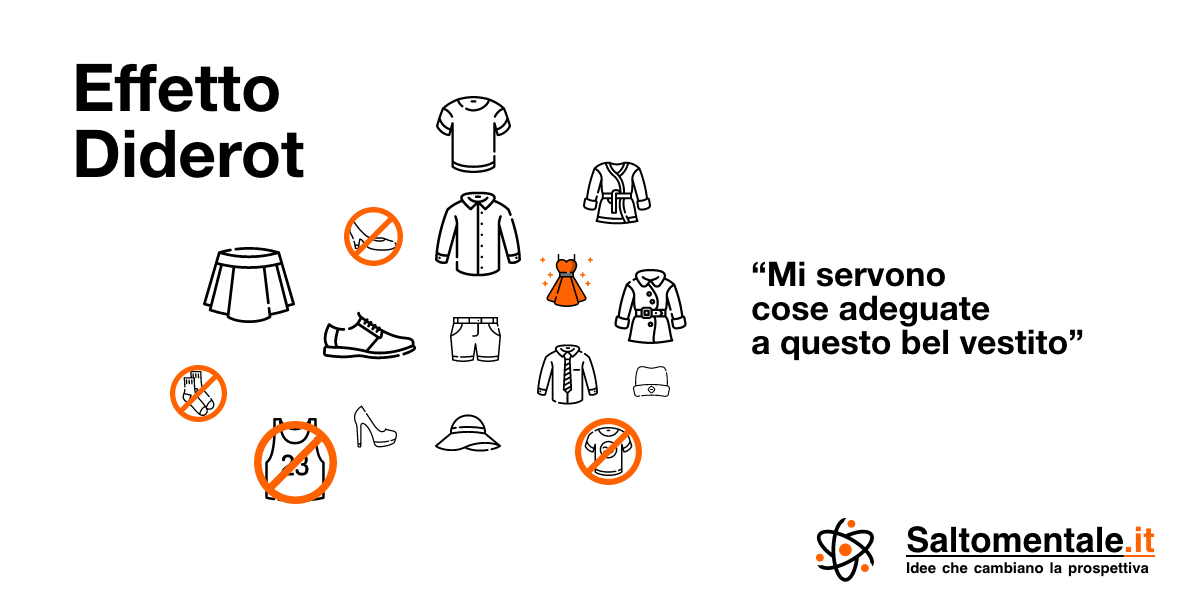 Effetto
Diderot
“Mi servono
cose adeguate
a questo bel vestito”
23
Saltomentale.it
Idee che cambiano la prospettiva